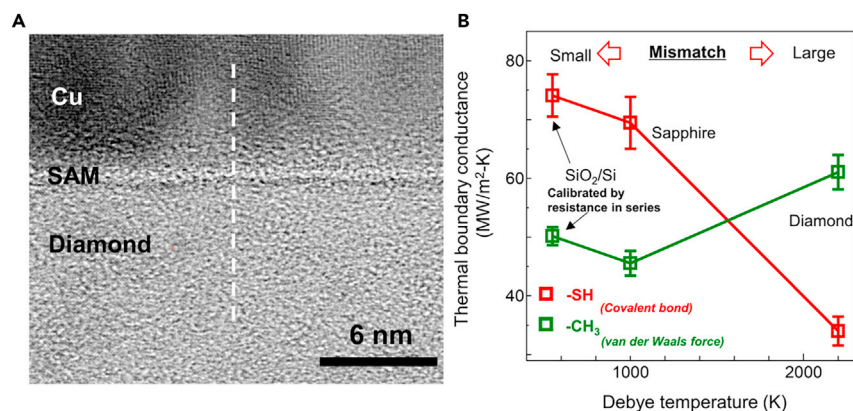 A
Cu
SAM
Diamond
6 nm
B
Thermal boundary conductance
(MW/m²-K)
80
60
40
Small
Mismatch
Large
Sapphire
SiO₂/Si
Calibrated by
resistance in series
Diamond
-SH
(Covalent bond)
-CH₃
(van der Waals force)
1000
2000
Debye temperature (K)